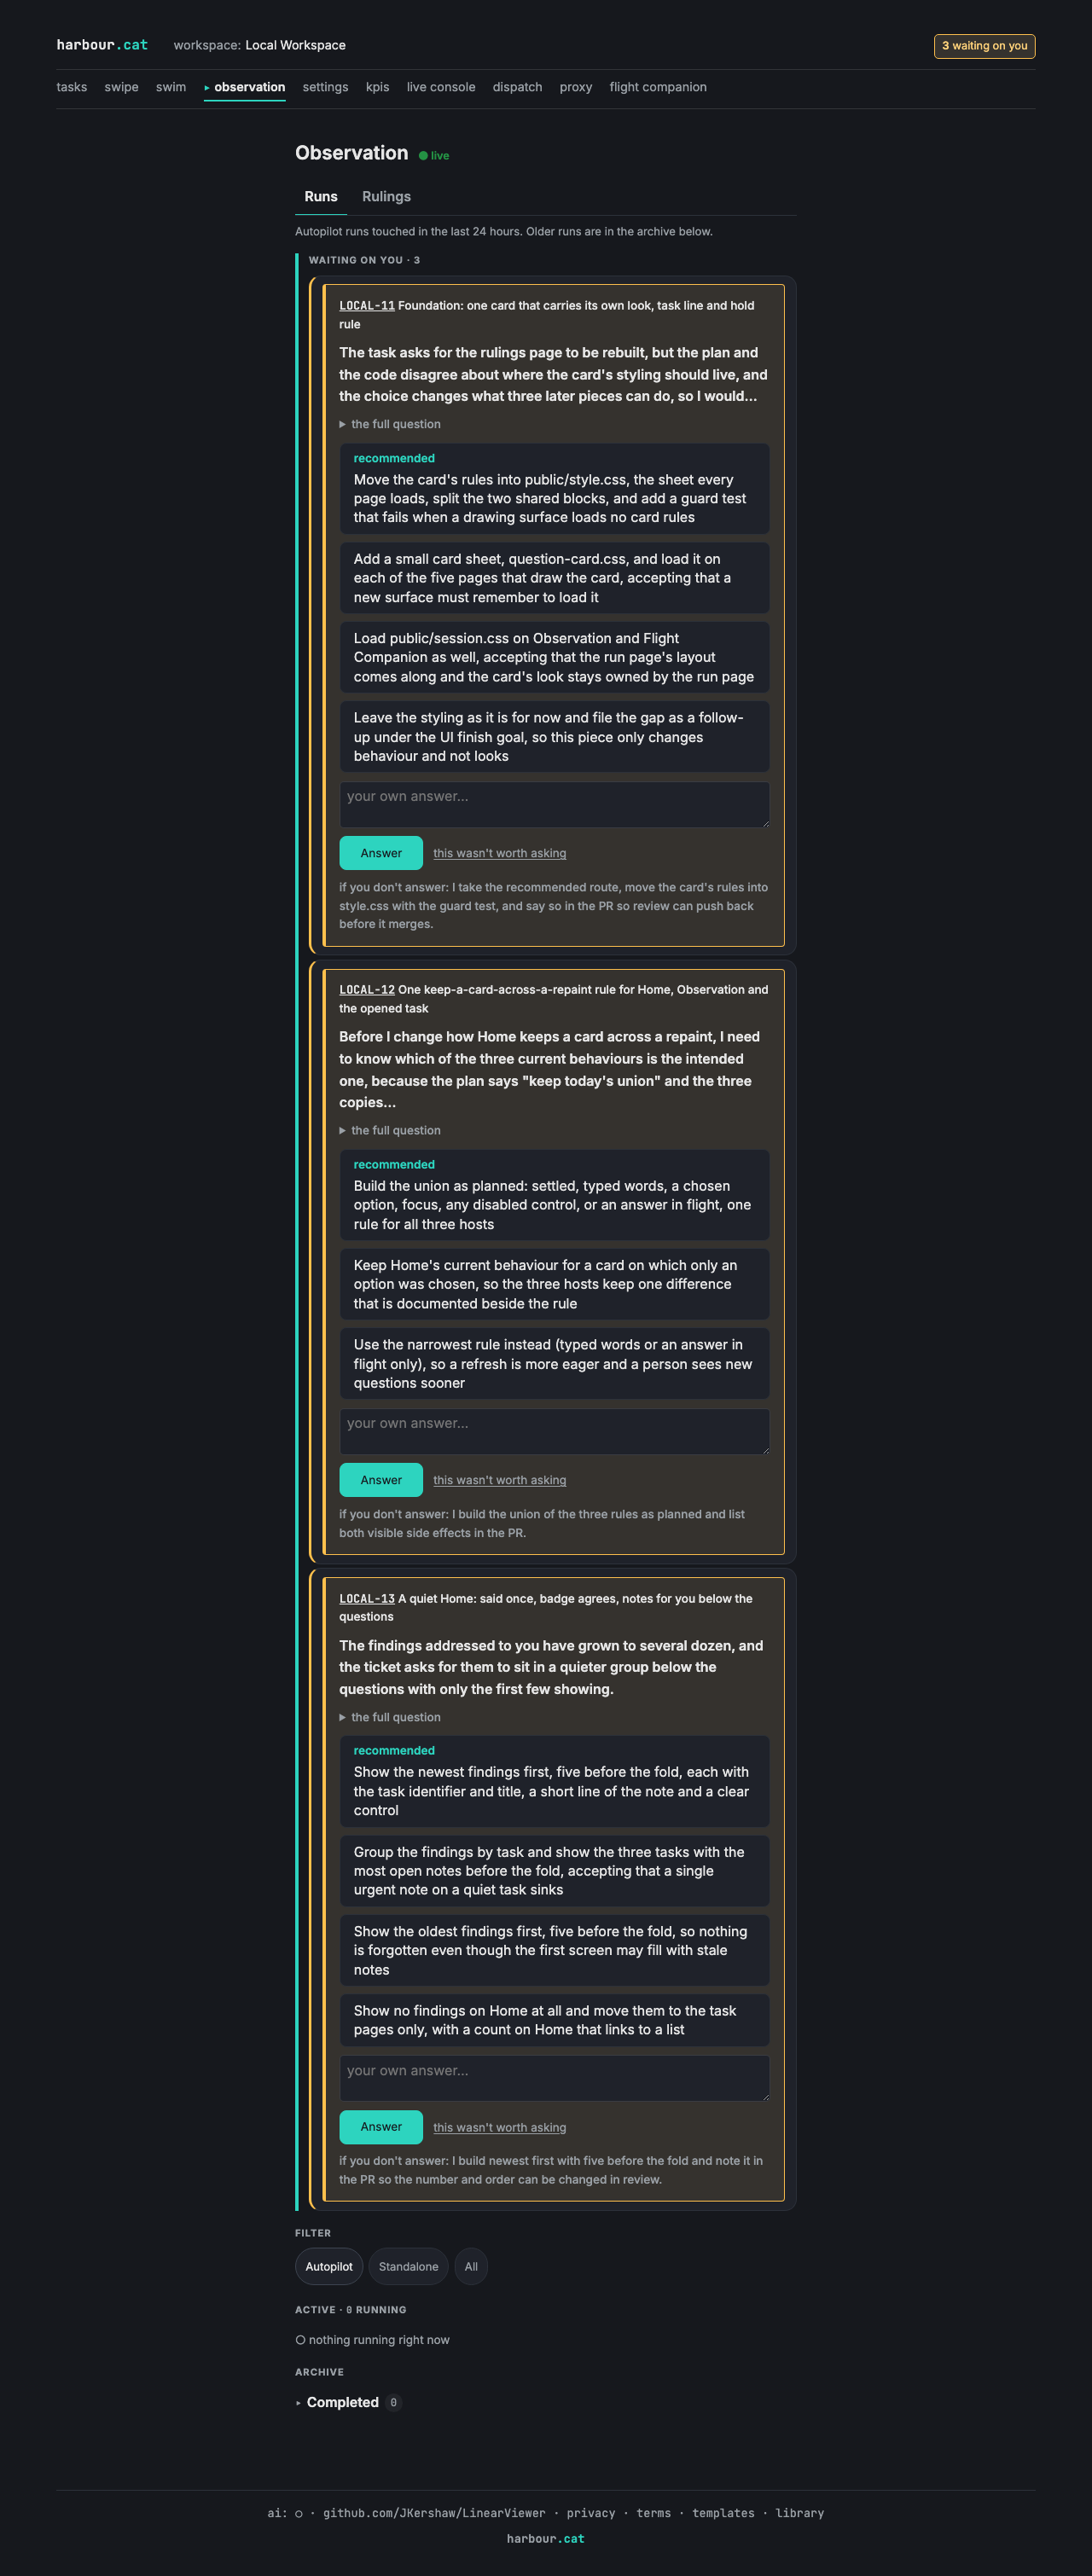 harbour.cat workspace: Local Workspace 3 waiting on you
tasks swipe swim ▸ observation settings kpis live console dispatch proxy flight companion
Observation live
Runs Rulings
Autopilot runs touched in the last 24 hours. Older runs are in the archive below.
WAITING ON YOU · 3
LOCAL-11 Foundation: one card that carries its own look, task line and hold
rule
The task asks for the rulings page to be rebuilt, but the plan and
the code disagree about where the card's styling should live, and
the choice changes what three later pieces can do, so I would...
▶ the full question
recommended
Move the card's rules into public/style.css, the sheet every
page loads, split the two shared blocks, and add a guard test
that fails when a drawing surface loads no card rules
Add a small card sheet, question-card.css, and load it on
each of the five pages that draw the card, accepting that a
new surface must remember to load it
Load public/session.css on Observation and Flight
Companion as well, accepting that the run page's layout
comes along and the card's look stays owned by the run page
Leave the styling as it is for now and file the gap as a follow-
up under the UI finish goal, so this piece only changes
behaviour and not looks
your own answer...
Answer this wasn't worth asking
if you don't answer: I take the recommended route, move the card's rules into
style.css with the guard test, and say so in the PR so review can push back
before it merges.
LOCAL-12 One keep-a-card-across-a-repaint rule for Home, Observation and
the opened task
Before I change how Home keeps a card across a repaint, I need
to know which of the three current behaviours is the intended
one, because the plan says "keep today's union" and the three
copies...
▶ the full question
recommended
Build the union as planned: settled, typed words, a chosen
option, focus, any disabled control, or an answer in flight, one
rule for all three hosts
Keep Home's current behaviour for a card on which only an
option was chosen, so the three hosts keep one difference
that is documented beside the rule
Use the narrowest rule instead (typed words or an answer in
flight only), so a refresh is more eager and a person sees new
questions sooner
your own answer...
Answer this wasn't worth asking
if you don't answer: I build the union of the three rules as planned and list
both visible side effects in the PR.
LOCAL-13 A quiet Home: said once, badge agrees, notes for you below the
questions
The findings addressed to you have grown to several dozen, and
the ticket asks for them to sit in a quieter group below the
questions with only the first few showing.
▶ the full question
recommended
Show the newest findings first, five before the fold, each with
the task identifier and title, a short line of the note and a clear
control
Group the findings by task and show the three tasks with the
most open notes before the fold, accepting that a single
urgent note on a quiet task sinks
Show the oldest findings first, five before the fold, so nothing
is forgotten even though the first screen may fill with stale
notes
Show no findings on Home at all and move them to the task
pages only, with a count on Home that links to a list
your own answer...
Answer this wasn't worth asking
if you don't answer: I build newest first with five before the fold and note it in
the PR so the number and order can be changed in review.
FILTER
Autopilot Standalone All
ACTIVE · 0 RUNNING
nothing running right now
ARCHIVE
▸ Completed 0
ai: ○ · github.com/JKershaw/LinearViewer · privacy · terms · templates · library
harbour.cat